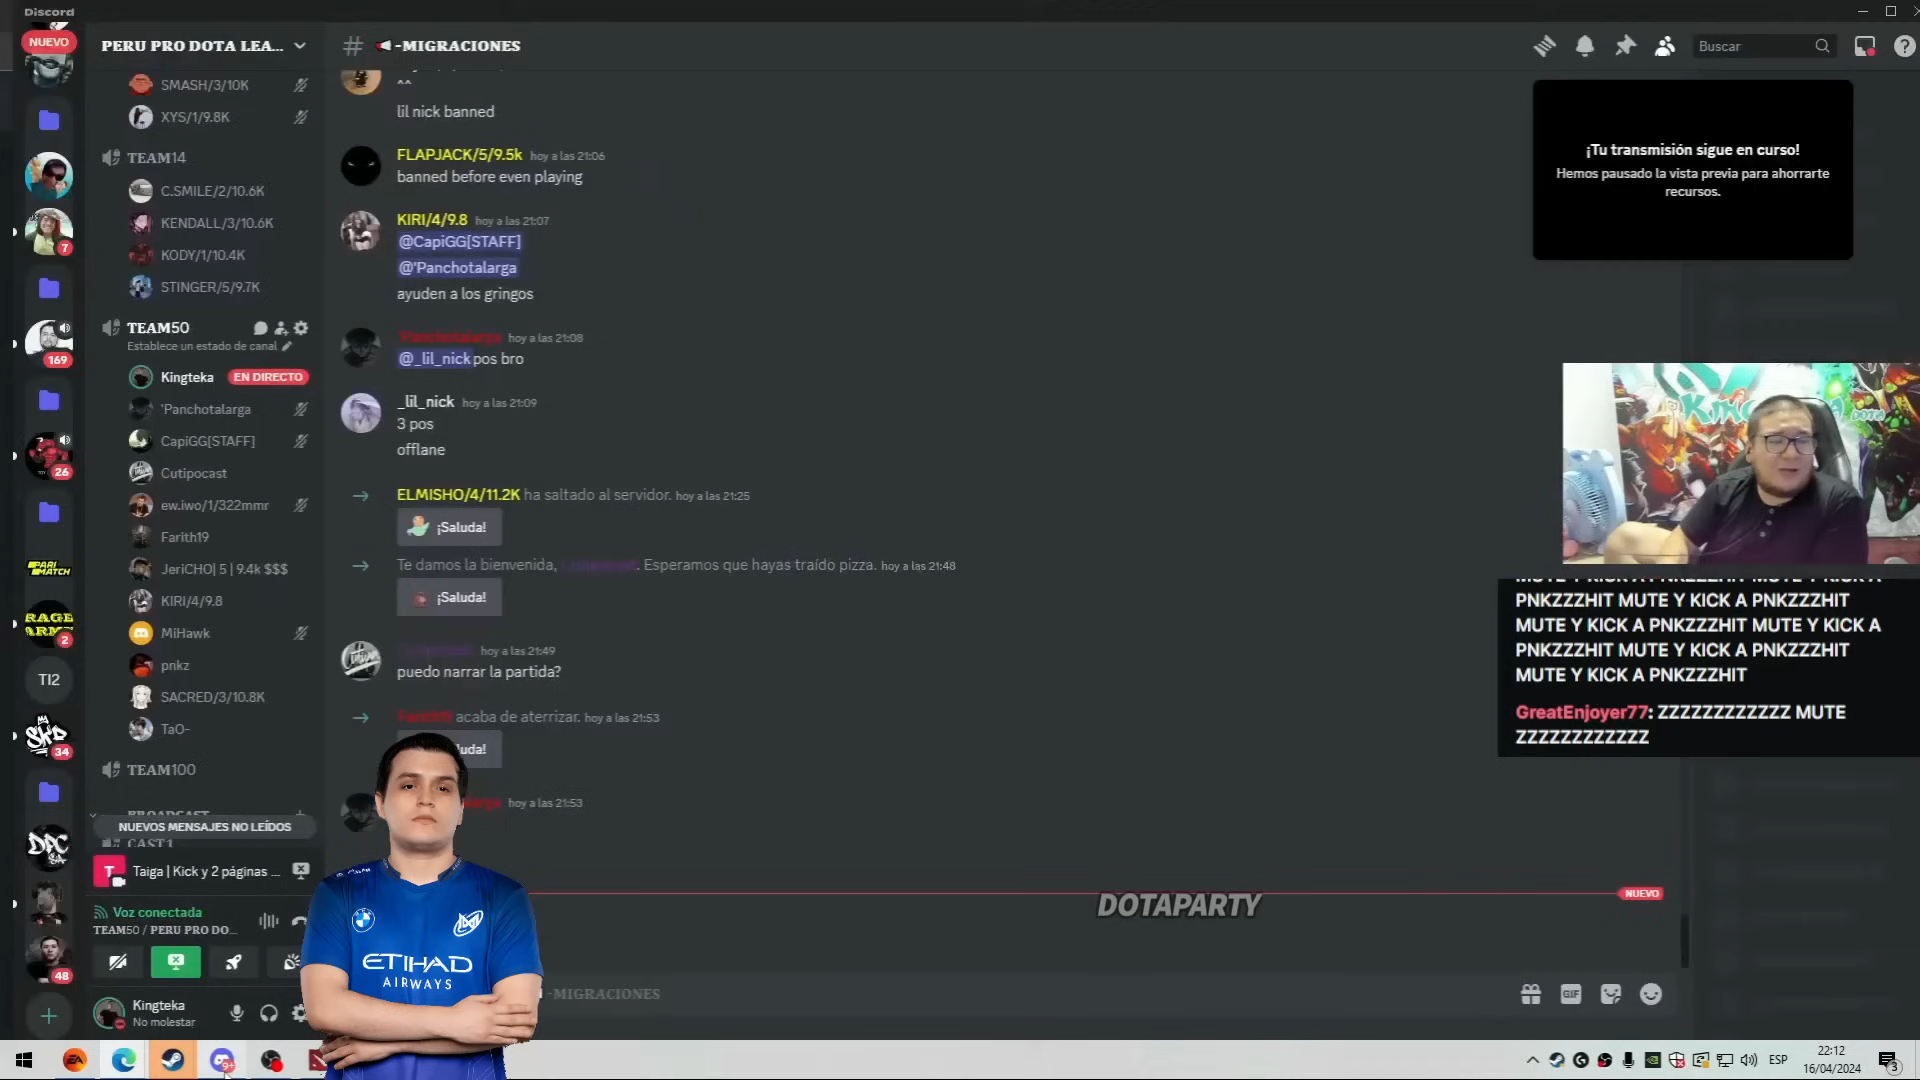 Discord
NUEVO
PERU PRO DOTA LEA...
-MIGRACIONES
Buscar
SMASH/3/10K
XYS/1/9.8K
TEAM14
C.SMILE/2/10.6K
KENDALL/3/10.6K
KODY/1/10.4K
STINGER/5/9.7K
TEAM50
Establece un estado de canal
Kingteka EN DIRECTO
'Panchotalarga
CapiGG[STAFF]
Cutipocast
ew.iwo/1/322mmr
Farith19
JeriCHO| 5 | 9.4k $$$
KIRI/4/9.8
MiHawk
pnkz
SACRED/3/10.8K
TaO-
TEAM100
NUEVOS MENSAJES NO LEÍDOS
CAST1
Taiga | Kick y 2 páginas ...
Voz conectada
TEAM50 / PERU PRO DO...
Kingteka
No molestar
7
169
26
PARIMATCH
RAGE
2
TI2
34
DPC
48
^^
lil nick banned
FLAPJACK/5/9.5k hoy a las 21:06
banned before even playing
KIRI/4/9.8 hoy a las 21:07
@CapiGG[STAFF]
@'Panchotalarga
ayuden a los gringos
'Panchotalarga hoy a las 21:08
@_lil_nick pos bro
_lil_nick hoy a las 21:09
3 pos
offlane
ELMISHO/4/11.2K ha saltado al servidor. hoy a las 21:25
¡Saluda!
Te damos la bienvenida, . Esperamos que hayas traído pizza. hoy a las 21:48
¡Saluda!
hoy a las 21:49
puedo narrar la partida?
Farith19 acaba de aterrizar. hoy a las 21:53
hoy a las 21:53
NUEVO
DOTAPARTY
-MIGRACIONES
GIF
¡Tu transmisión sigue en curso!
Hemos pausado la vista previa para ahorrarte
recursos.
DOTA
PNKZZZHIT MUTE Y KICK A PNKZZZHIT
MUTE Y KICK A PNKZZZHIT MUTE Y KICK A
PNKZZZHIT MUTE Y KICK A PNKZZZHIT
MUTE Y KICK A PNKZZZHIT
GreatEnjoyer77: ZZZZZZZZZZZZ MUTE
ZZZZZZZZZZZZ
ETIHAD
AIRWAYS
EA
9+
ESP
22:12
16/04/2024
3